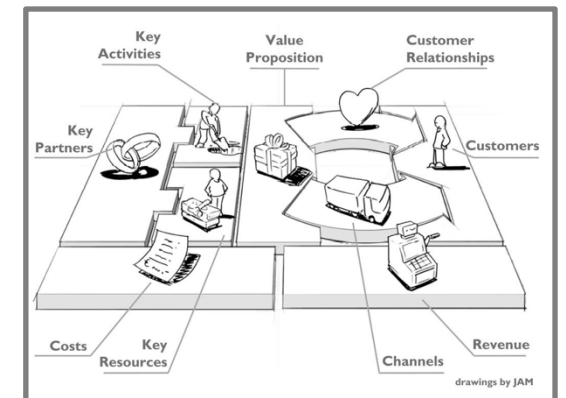 Key
Activities
Value
Proposition
Customer
Relationships
Key
Partners
Customers
Costs
Key
Resources
Channels
Revenue
drawings by JAM